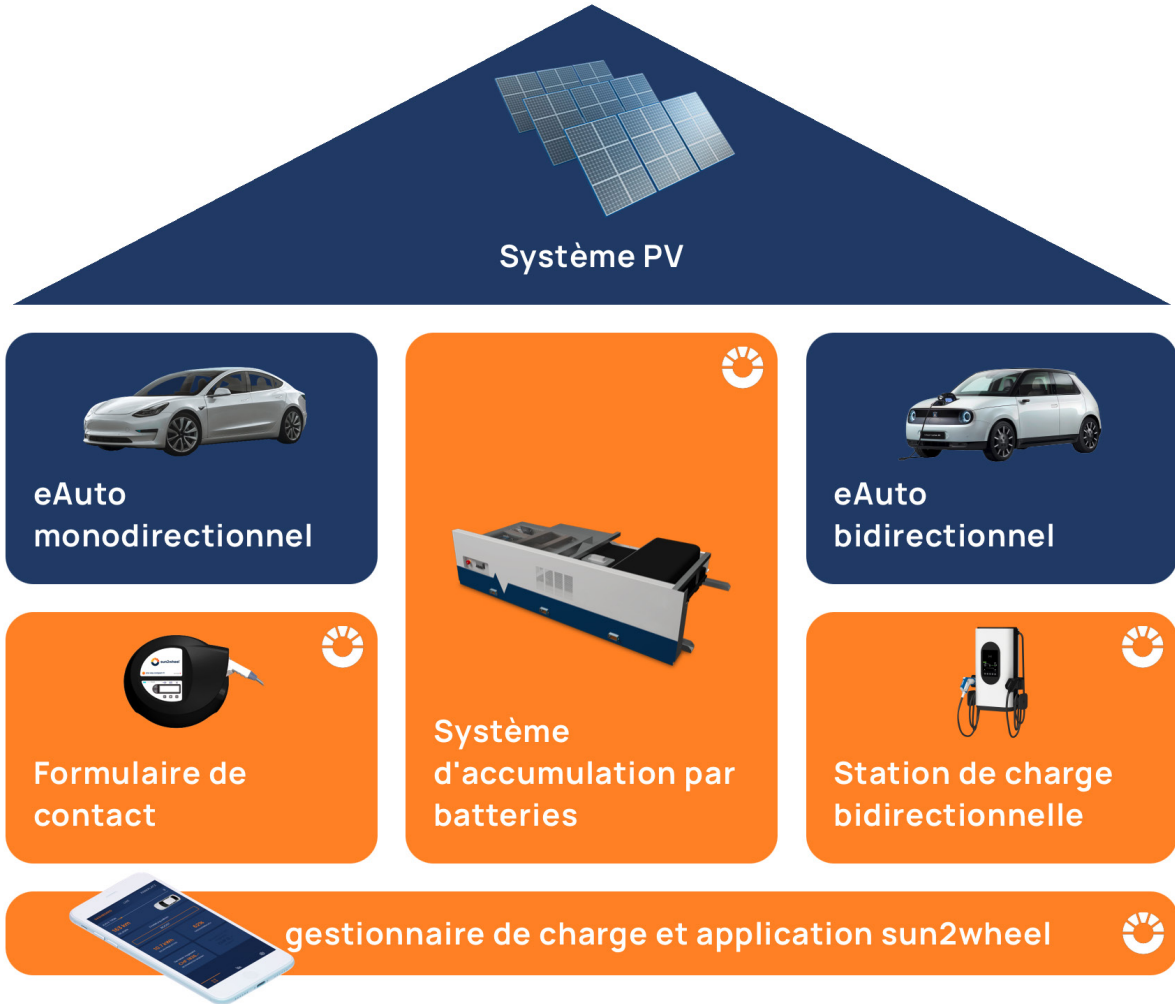 Système PV
eAuto
monodirectionnel
eAuto
bidirectionnel
sun2wheel
Formulaire de
contact
Système
d'accumulation par
batteries
Station de charge
bidirectionnelle
gestionnaire de charge et application sun2wheel